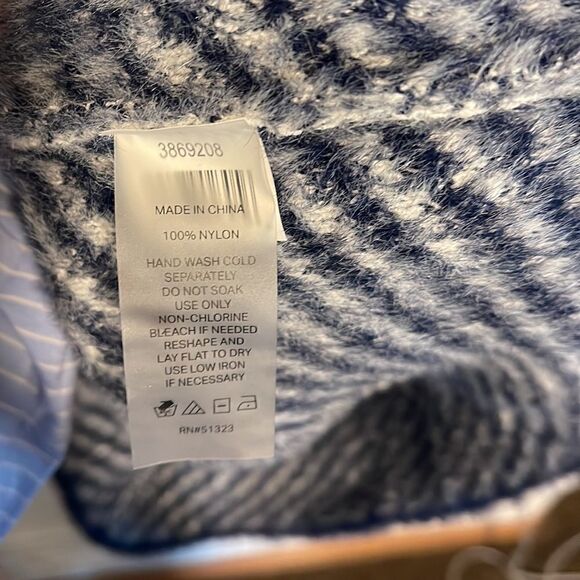 3869208
MADE IN CHINA
100% NYLON
HAND WASH COLD
SEPARATELY
DO NOT SOAK
USE ONLY
NON-CHLORINE
BLEACH IF NEEDED
RESHAPE AND
LAY FLAT TO DRY
USE LOW IRON
IF NECESSARY
RN#51323